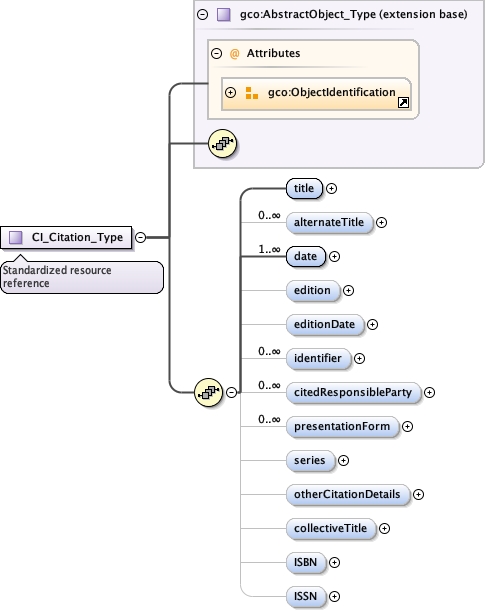 gco:AbstractObject_Type (extension base)
@ Attributes
gco:ObjectIdentification
CI_Citation_Type
Standardized resource
reference
title
0..∞ alternateTitle
1..∞ date
edition
editionDate
0..∞ identifier
0..∞ citedResponsibleParty
0..∞ presentationForm
series
otherCitationDetails
collectiveTitle
ISBN
ISSN